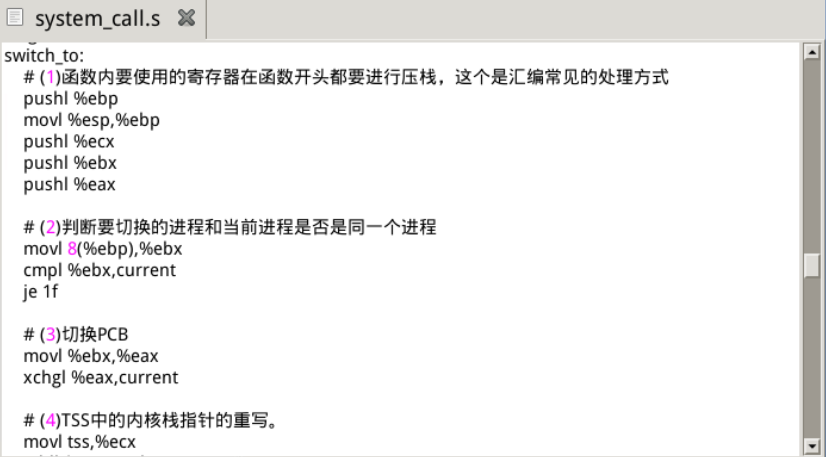 system_call.s
switch_to:
# (1)函数内要使用的寄存器在函数开头都要进行压栈，这个是汇编常见的处理方式
pushl %ebp
movl %esp,%ebp
pushl %ecx
pushl %ebx
pushl %eax
# (2)判断要切换的进程和当前进程是否是同一个进程
movl 8(%ebp),%ebx
cmpl %ebx,current
je 1f
# (3)切换PCB
movl %ebx,%eax
xchgl %eax,current
# (4)TSS中的内核栈指针的重写。
movl tss,%ecx